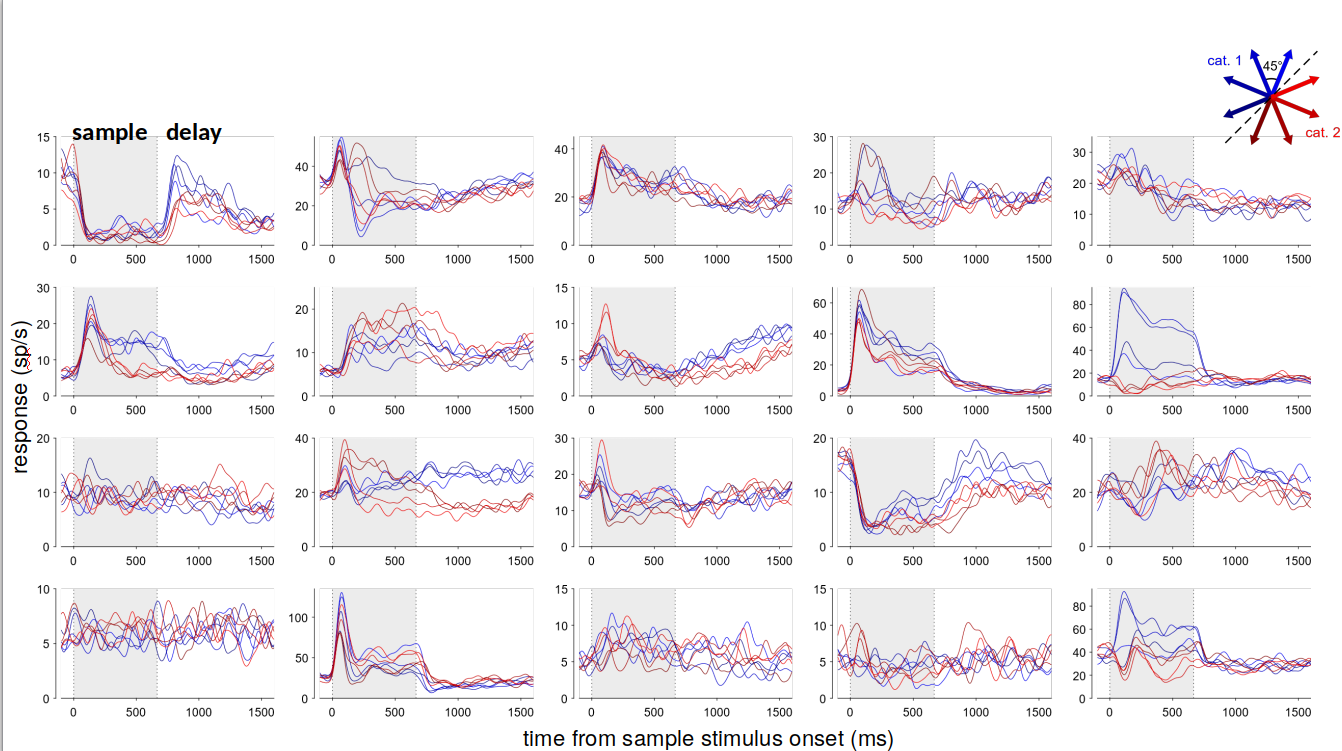 cat. 1
45°
cat. 2
sample delay
15 10 5 0
40 20 0
40 20 0
30 20 10 0
30 20 10 0
0 500 1000 1500 0 500 1000 1500 0 500 1000 1500 0 500 1000 1500 0 500 1000 1500
30 20 10 0
20 10 0
15 10 5 0
60 40 20 0
80 60 40 20 0
0 500 1000 1500 0 500 1000 1500 0 500 1000 1500 0 500 1000 1500 0 500 1000 1500
response (sp/s)
20 10 0
40 20 0
30 20 10 0
20 10 0
40 20 0
0 500 1000 1500 0 500 1000 1500 0 500 1000 1500 0 500 1000 1500 0 500 1000 1500
10 5 0
100 50 0
15 10 5 0
15 10 5 0
80 60 40 20 0
0 500 1000 1500 0 500 1000 1500 0 500 1000 1500 0 500 1000 1500 0 500 1000 1500
time from sample stimulus onset (ms)